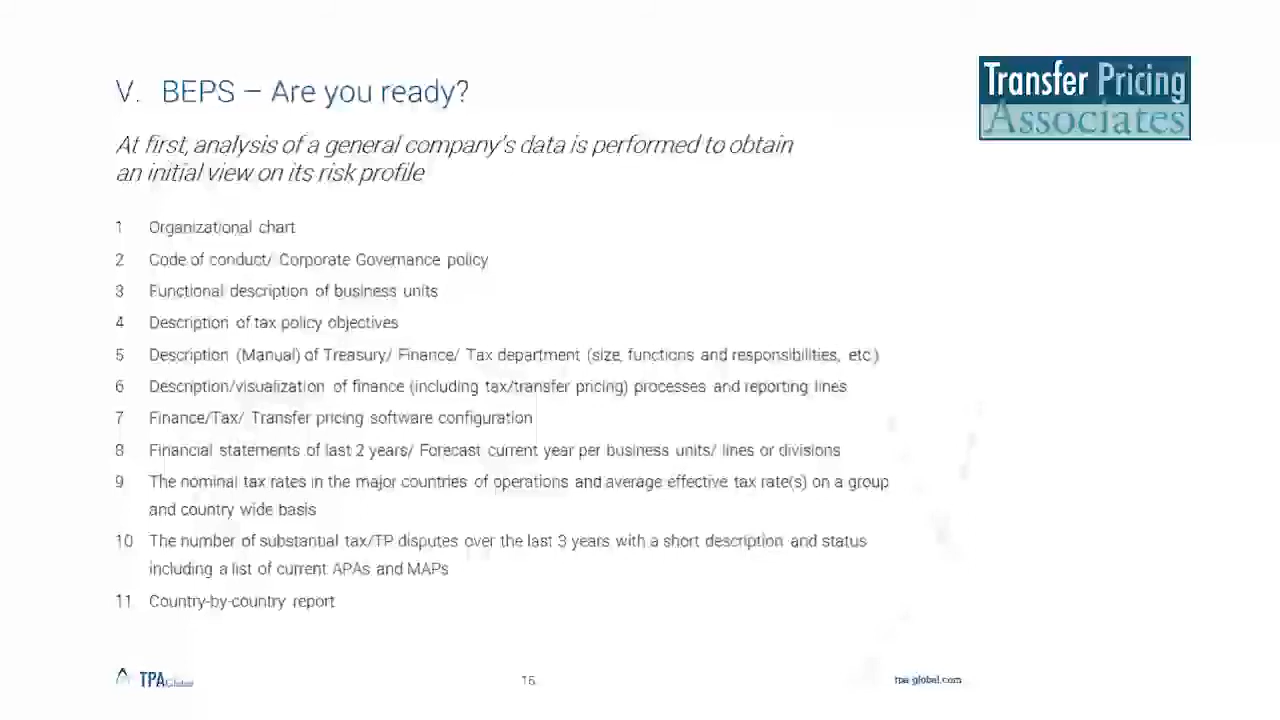 V. BEPS – Are you ready?
Transfer Pricing
Associates
At first, analysis of a general company's data is performed to obtain
an initial view on its risk profile
1 Organizational chart
2 Code of conduct/ Corporate Governance policy
3 Functional description of business units
4 Description of tax policy objectives
5 Description (Manual) of Treasury/ Finance/ Tax department (size, functions and responsibilities, etc.)
6 Description/visualization of finance (including tax/transfer pricing) processes and reporting lines
7 Finance/Tax/ Transfer pricing software configuration
8 Financial statements of last 2 years/ Forecast current year per business units/ lines or divisions
9 The nominal tax rates in the major countries of operations and average effective tax rate(s) on a group
and country wide basis
10 The number of substantial tax/TP disputes over the last 3 years with a short description and status
including a list of current APAs and MAPs
11 Country-by-country report
TPA Global
15
tpa-global.com